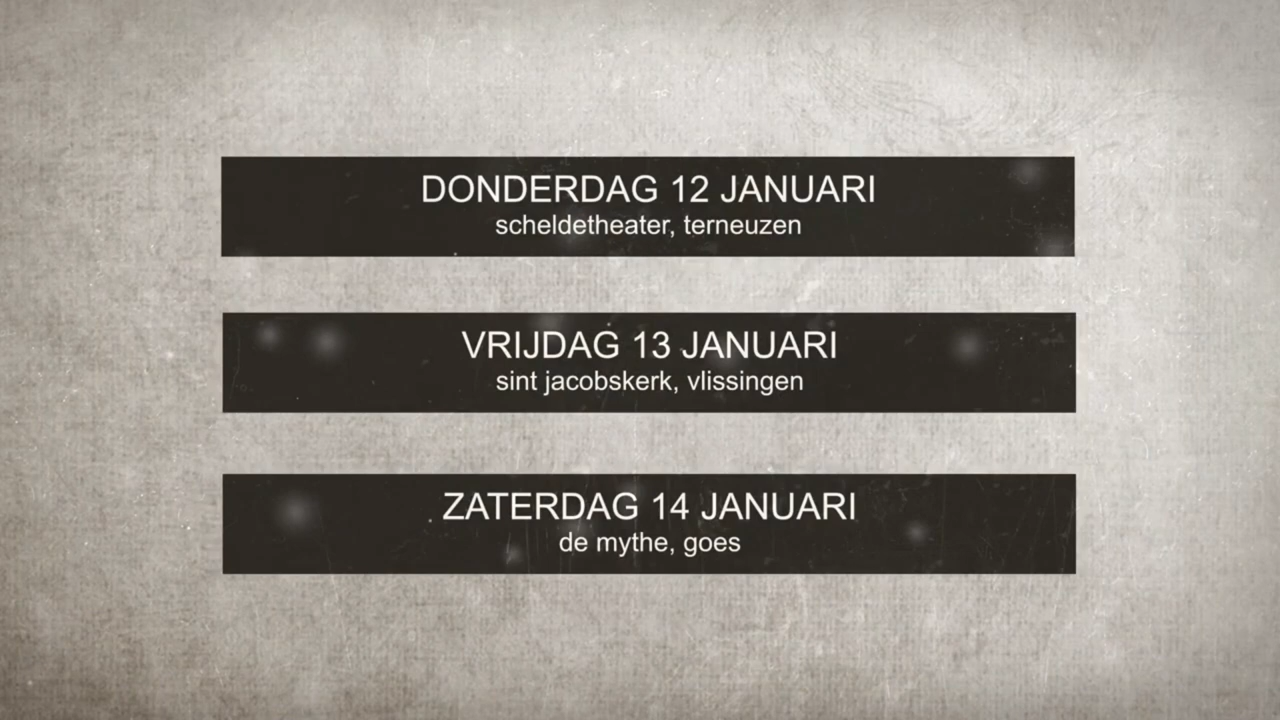 DONDERDAG 12 JANUARI
scheldetheater, terneuzen
VRIJDAG 13 JANUARI
sint jacobskerk, vlissingen
ZATERDAG 14 JANUARI
de mythe, goes